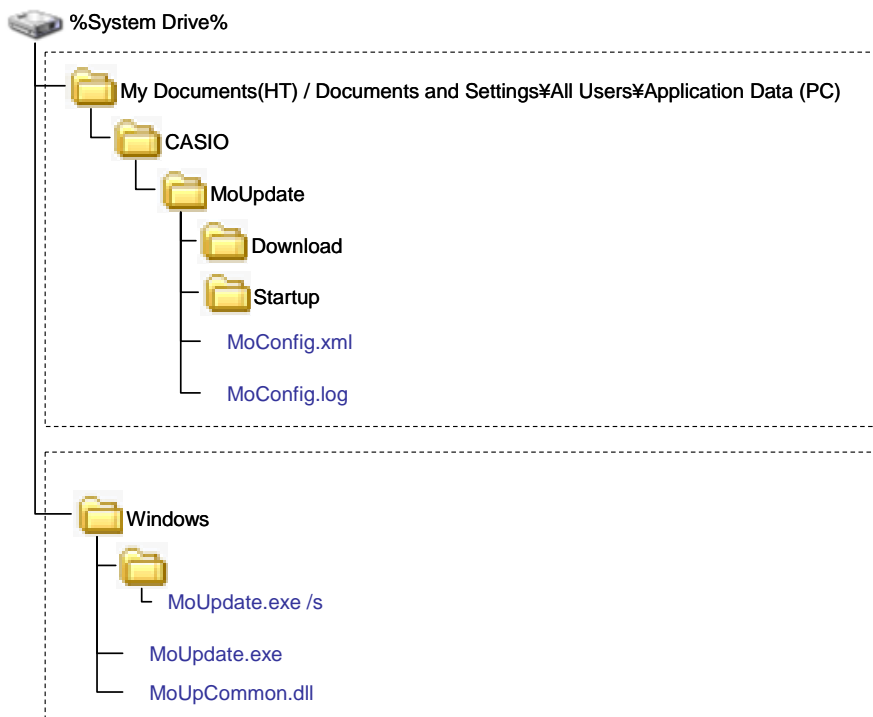 %System Drive%
My Documents(HT) / Documents and Settings¥All Users¥Application Data (PC)
CASIO
MoUpdate
Download
Startup
MoConfig.xml
MoConfig.log
Windows
MoUpdate.exe /s
MoUpdate.exe
MoUpCommon.dll